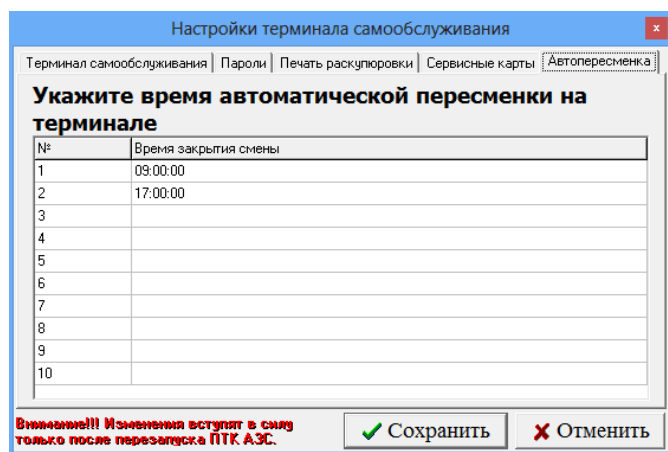 Настройки терминала самообслуживания
x
Терминал самообслуживания Пароли Печать раскупюровки Сервисные карты Автопересменка
Укажите время автоматической пересменки на
терминале
№ Время закрытия смены
1 09:00:00
2 17:00:00
3
4
5
6
7
8
9
10
Внимание!!! Изменения вступят в силу
только после перезапуска ПТК АЗС.
Сохранить Отменить